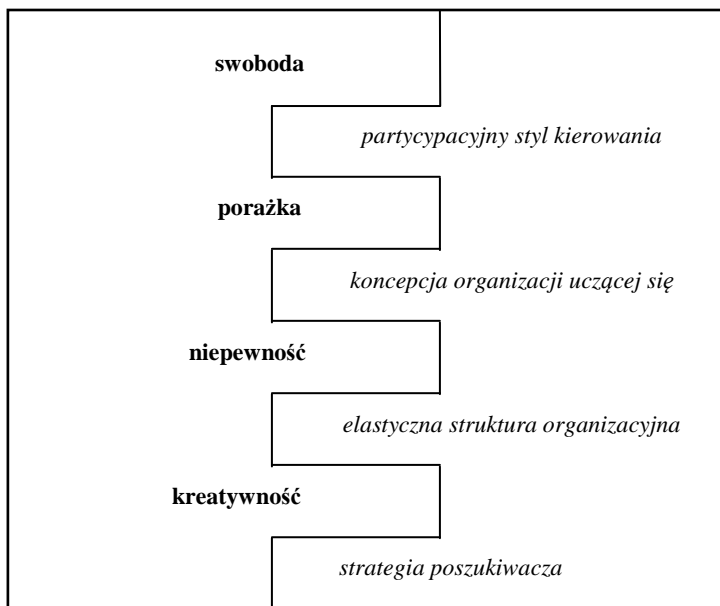 swoboda
partycypacyjny styl kierowania
porażka
koncepcja organizacji uczącej się
niepewność
elastyczna struktura organizacyjna
kreatywność
strategia poszukiwacza